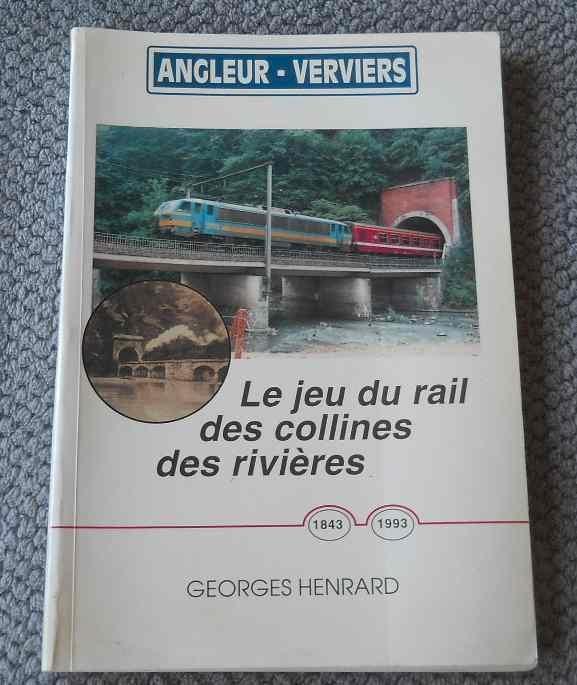 ANGLEUR - VERVIERS
Le jeu du rail
des collines
des rivières
1843 1993
GEORGES HENRARD